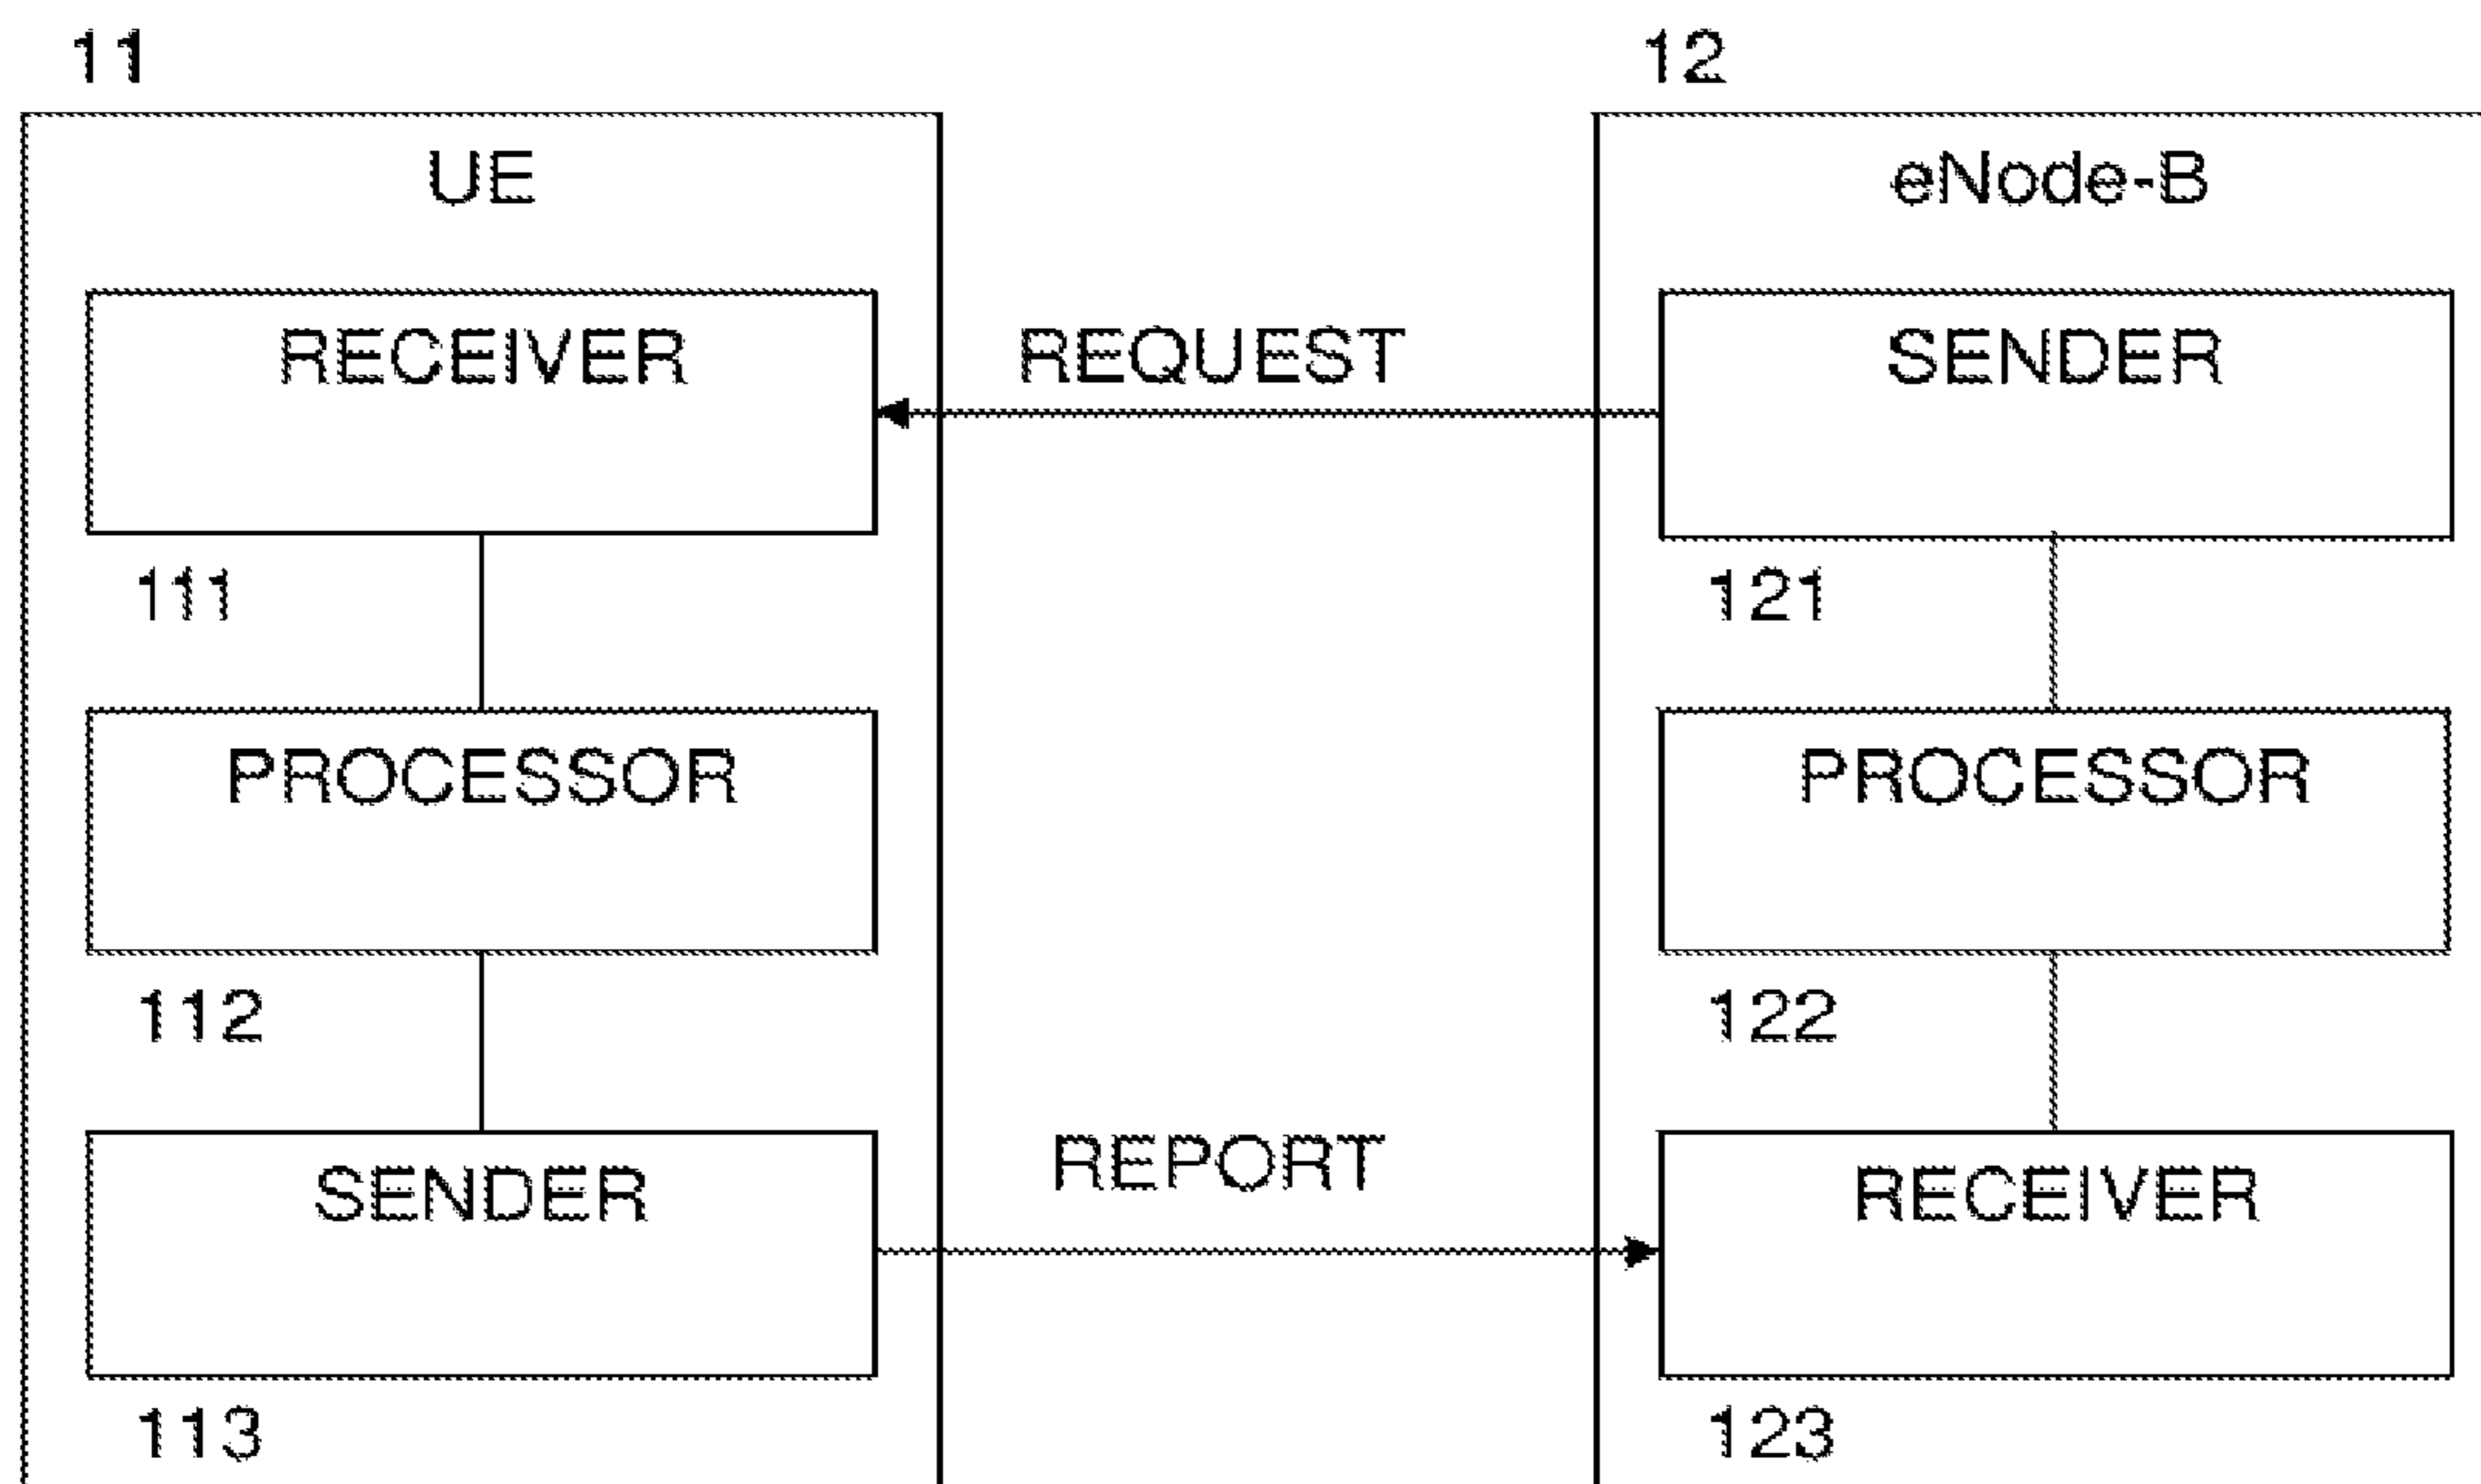 11
12
UE
eNode-B
RECEIVER
REQUEST
SENDER
111
121
PROCESSOR
PROCESSOR
112
122
SENDER
REPORT
RECEIVER
113
123